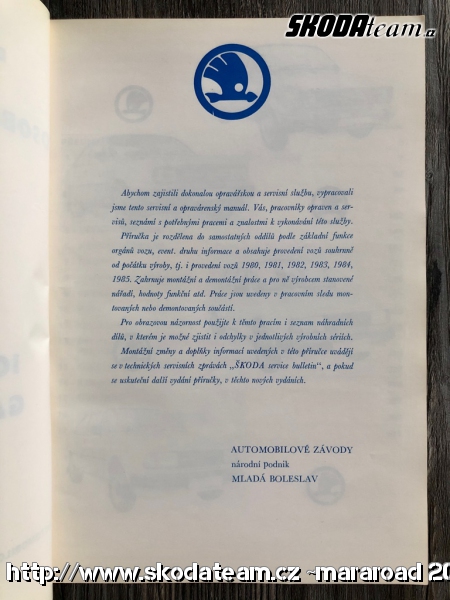 ŠKODAteam.cz
Abychom zajistili dokonalou opravářskou a servisní službu, vypracovali
jsme tento servisní a opravárenský manuál. Vás, pracovníky opraven a ser-
visů, seznámí s potřebnými pracemi a znalostmi k vykonávání této služby.
Příručka je rozdělena do samostatných oddílů podle základní funkce
orgánů vozu, event. druhu informace a obsahuje provedení vozů souhrnně
od počátku výroby, tj. i provedení vozů 1980, 1981, 1982, 1983, 1984,
1985. Zahrnuje montážní a demontážní práce a pro ně výrobcem stanovené
nářadí, hodnoty funkční atd. Práce jsou uvedeny v pracovním sledu mon-
tovaných nebo demontovaných součástí.
Pro obrazovou názornost použijte k těmto pracím i seznam náhradních
dílů, v kterém je možné zjistit i odchylky v jednotlivých výrobních sériích.
Montážní změny a doplňky informací uvedených v této příručce uvádějí
se v technických servisních zprávách „ŠKODA service bulletin“, a pokud
se uskuteční další vydání příručky, v těchto nových vydáních.
AUTOMOBILOVÉ ZÁVODY
národní podnik
MLADÁ BOLESLAV
http://www.skodateam.cz ~mararoad 20